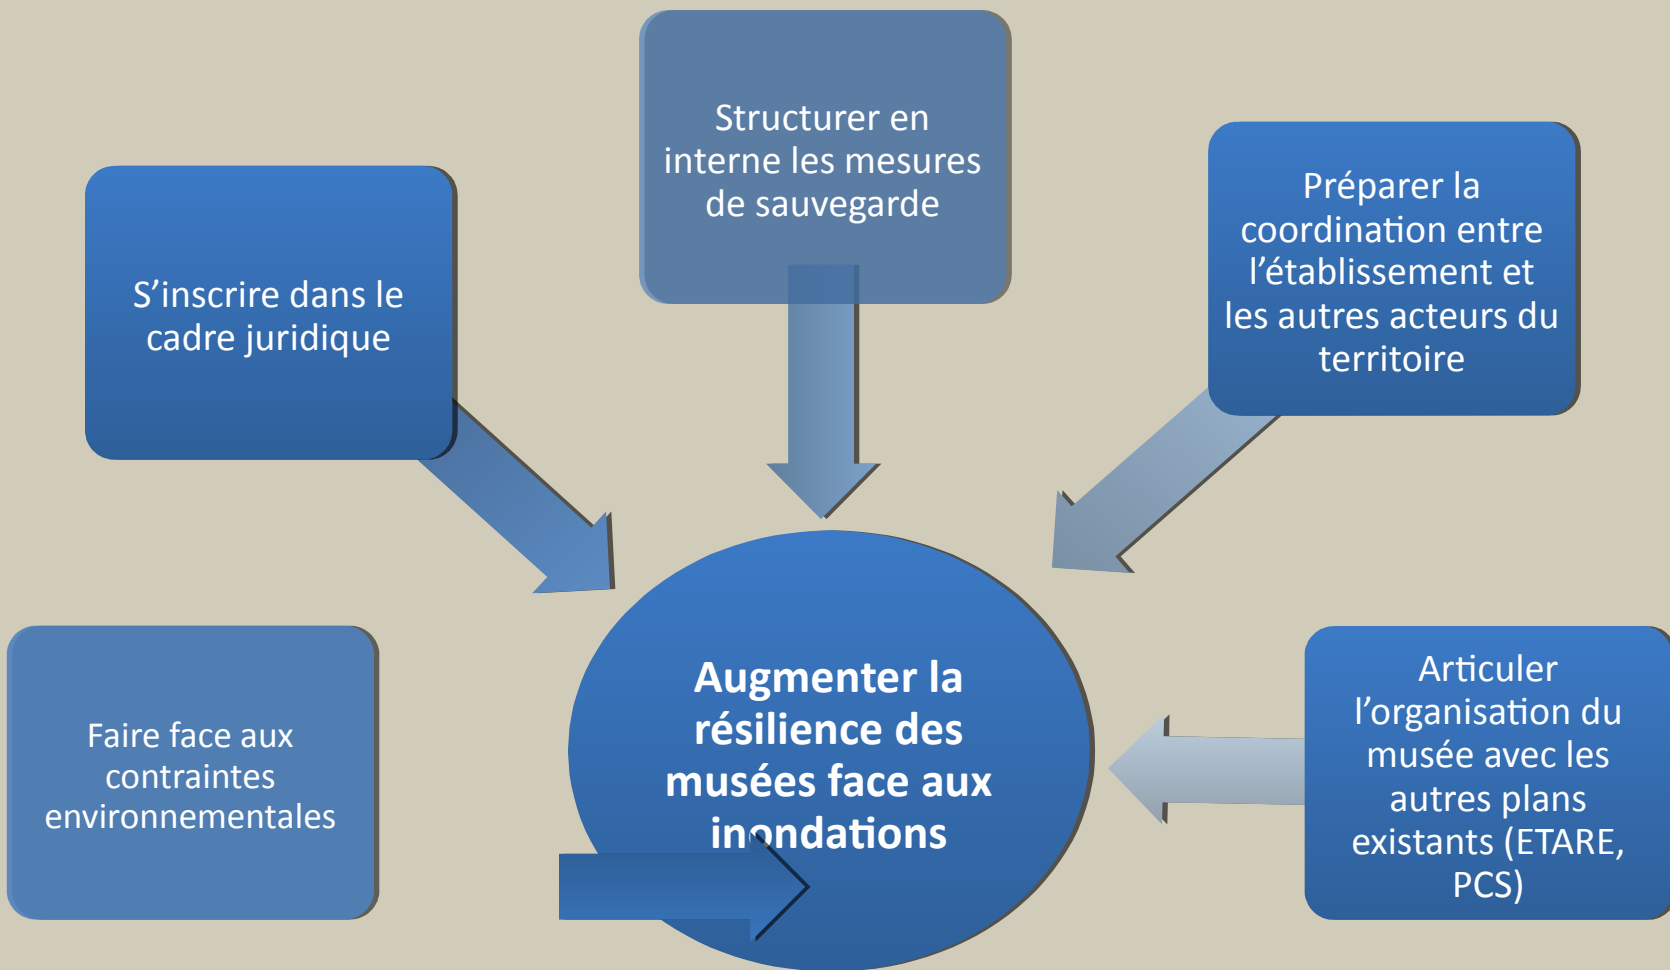 Structurer en
interne les mesures
de sauvegarde
S’inscrire dans le
cadre juridique
Préparer la
coordination entre
l’établissement et
les autres acteurs du
territoire
Faire face aux
contraintes
environnementales
Augmenter la
résilience des
musées face aux
inondations
Articuler
l’organisation du
musée avec les
autres plans
existants (ETARE,
PCS)